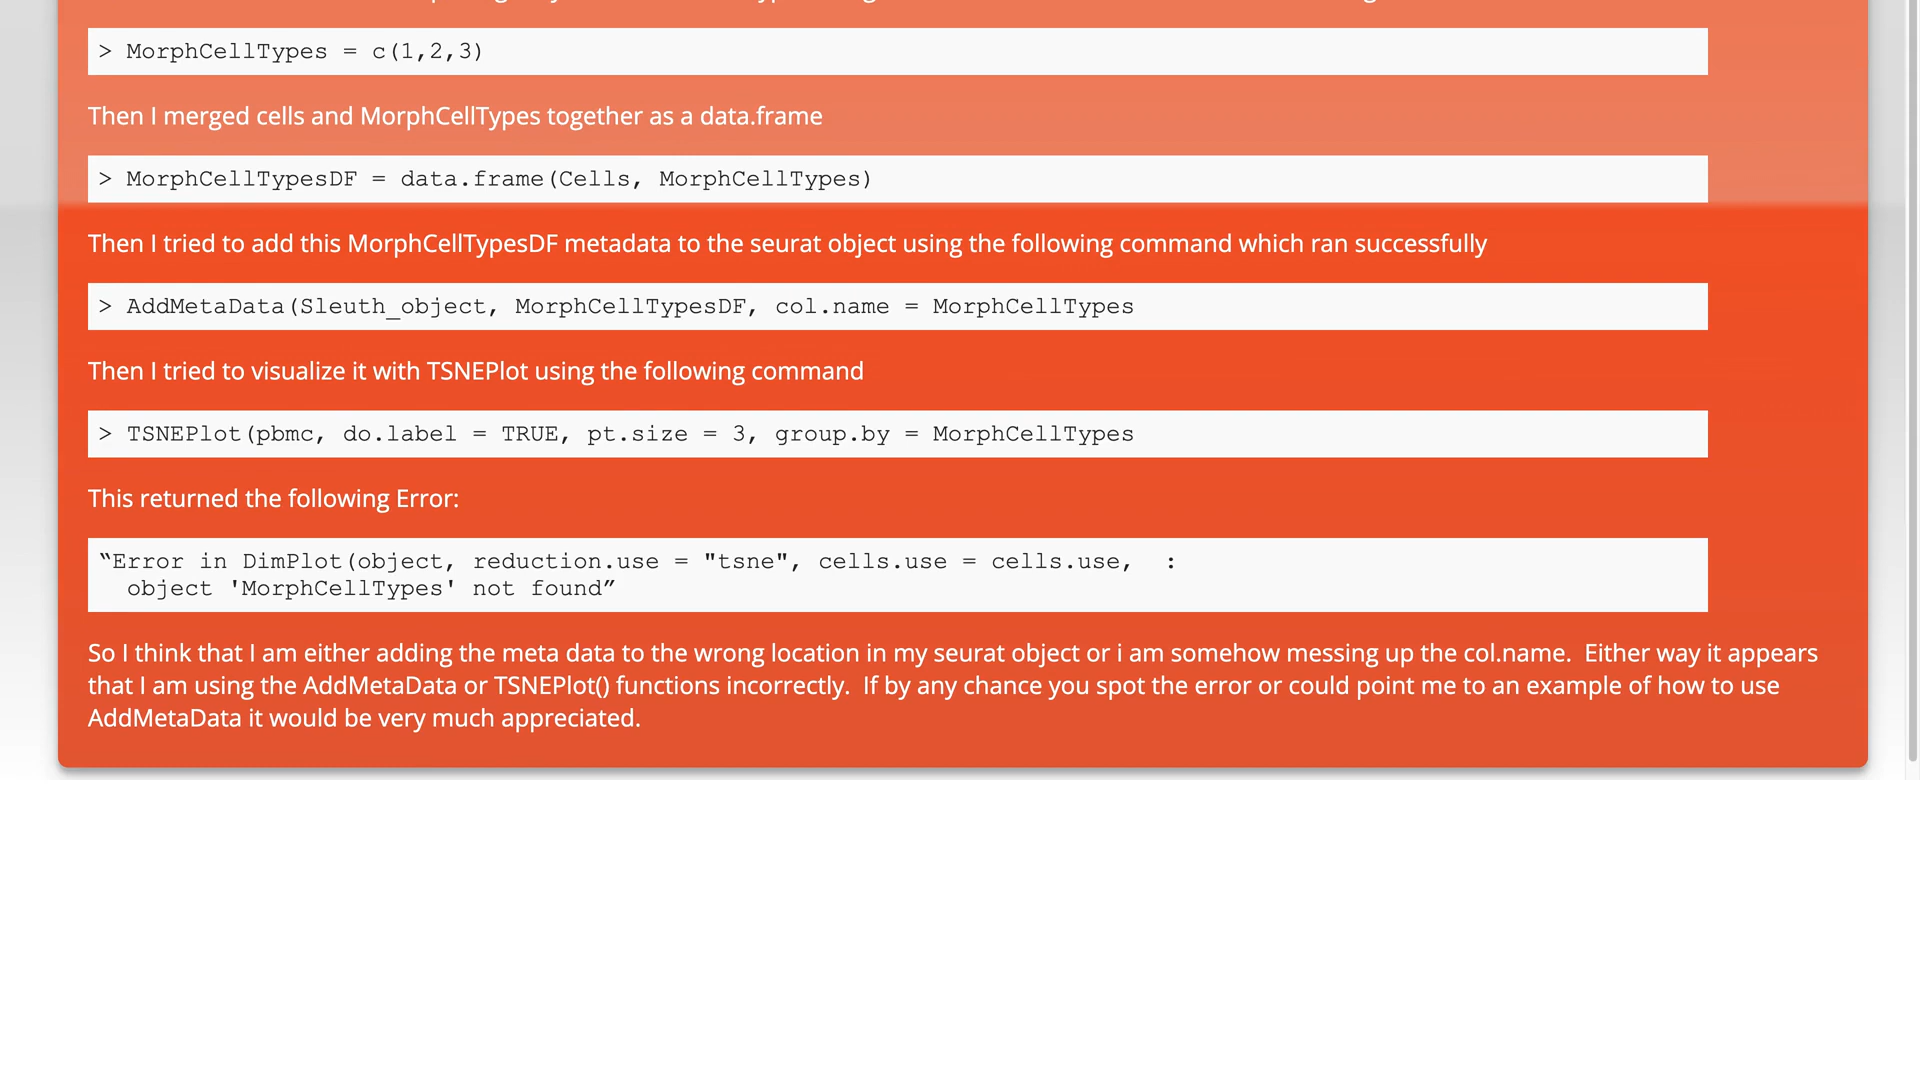 > MorphCellTypes = c(1,2,3)
Then I merged cells and MorphCellTypes together as a data.frame
> MorphCellTypesDF = data.frame(Cells, MorphCellTypes)
Then I tried to add this MorphCellTypesDF metadata to the seurat object using the following command which ran successfully
> AddMetaData(Sleuth_object, MorphCellTypesDF, col.name = MorphCellTypes
Then I tried to visualize it with TSNEPlot using the following command
> TSNEPlot(pbmc, do.label = TRUE, pt.size = 3, group.by = MorphCellTypes
This returned the following Error:
“Error in DimPlot(object, reduction.use = "tsne", cells.use = cells.use,  :
object 'MorphCellTypes' not found”
So I think that I am either adding the meta data to the wrong location in my seurat object or i am somehow messing up the col.name.  Either way it appears
that I am using the AddMetaData or TSNEPlot() functions incorrectly.  If by any chance you spot the error or could point me to an example of how to use
AddMetaData it would be very much appreciated.